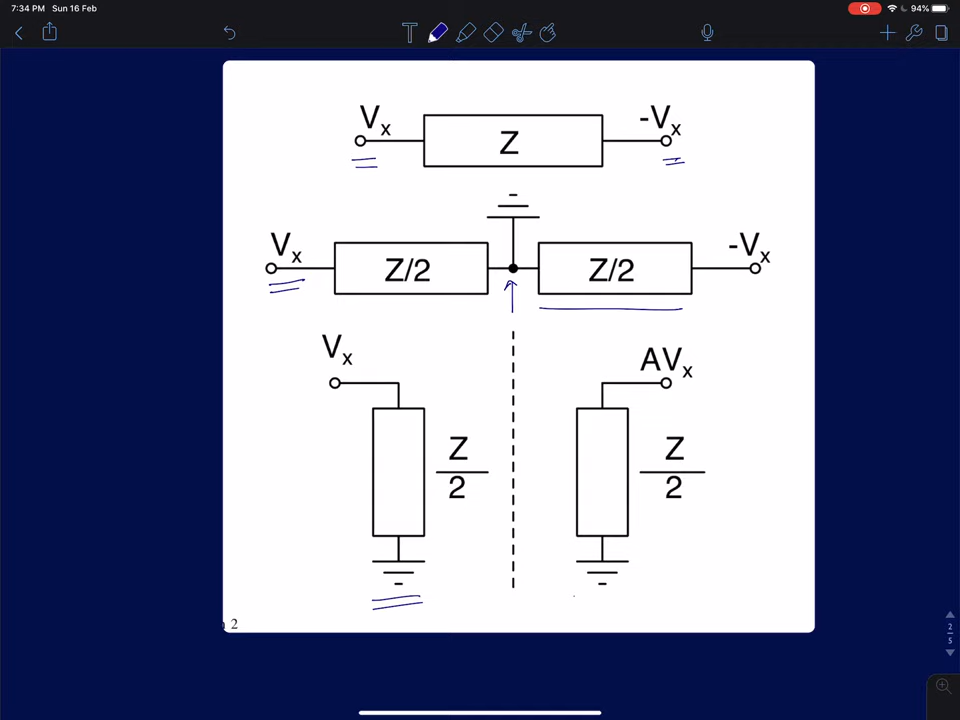 7:34 PM Sun 16 Feb 94%
Vx -Vx
Z
Vx -Vx
Z/2 Z/2
Vx AVx
Z Z
2 2
2
2
5